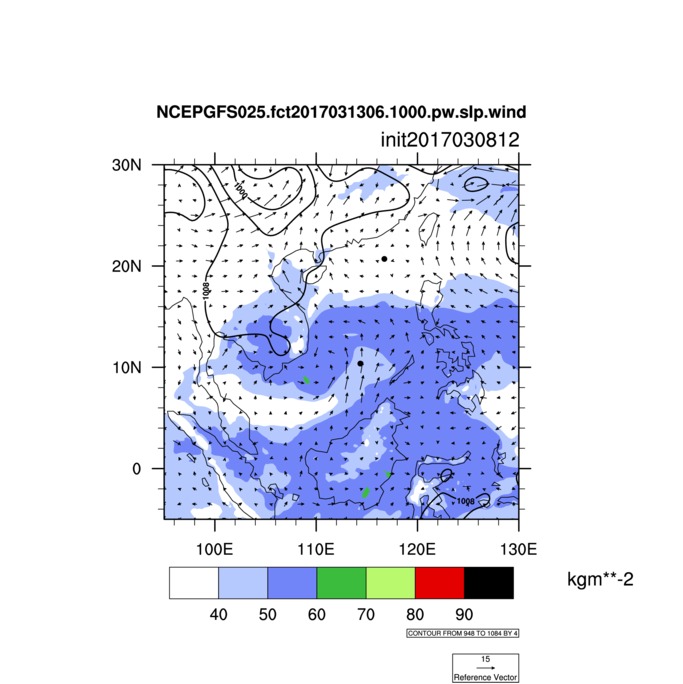 NCEPGFS025.fct2017031306.1000.pw.slp.wind
init2017030812
30N
1000
20N
1008
10N
0
1008
100E 110E 120E 130E
kgm**-2
40 50 60 70 80 90
CONTOUR FROM 948 TO 1084 BY 4
15
Reference Vector